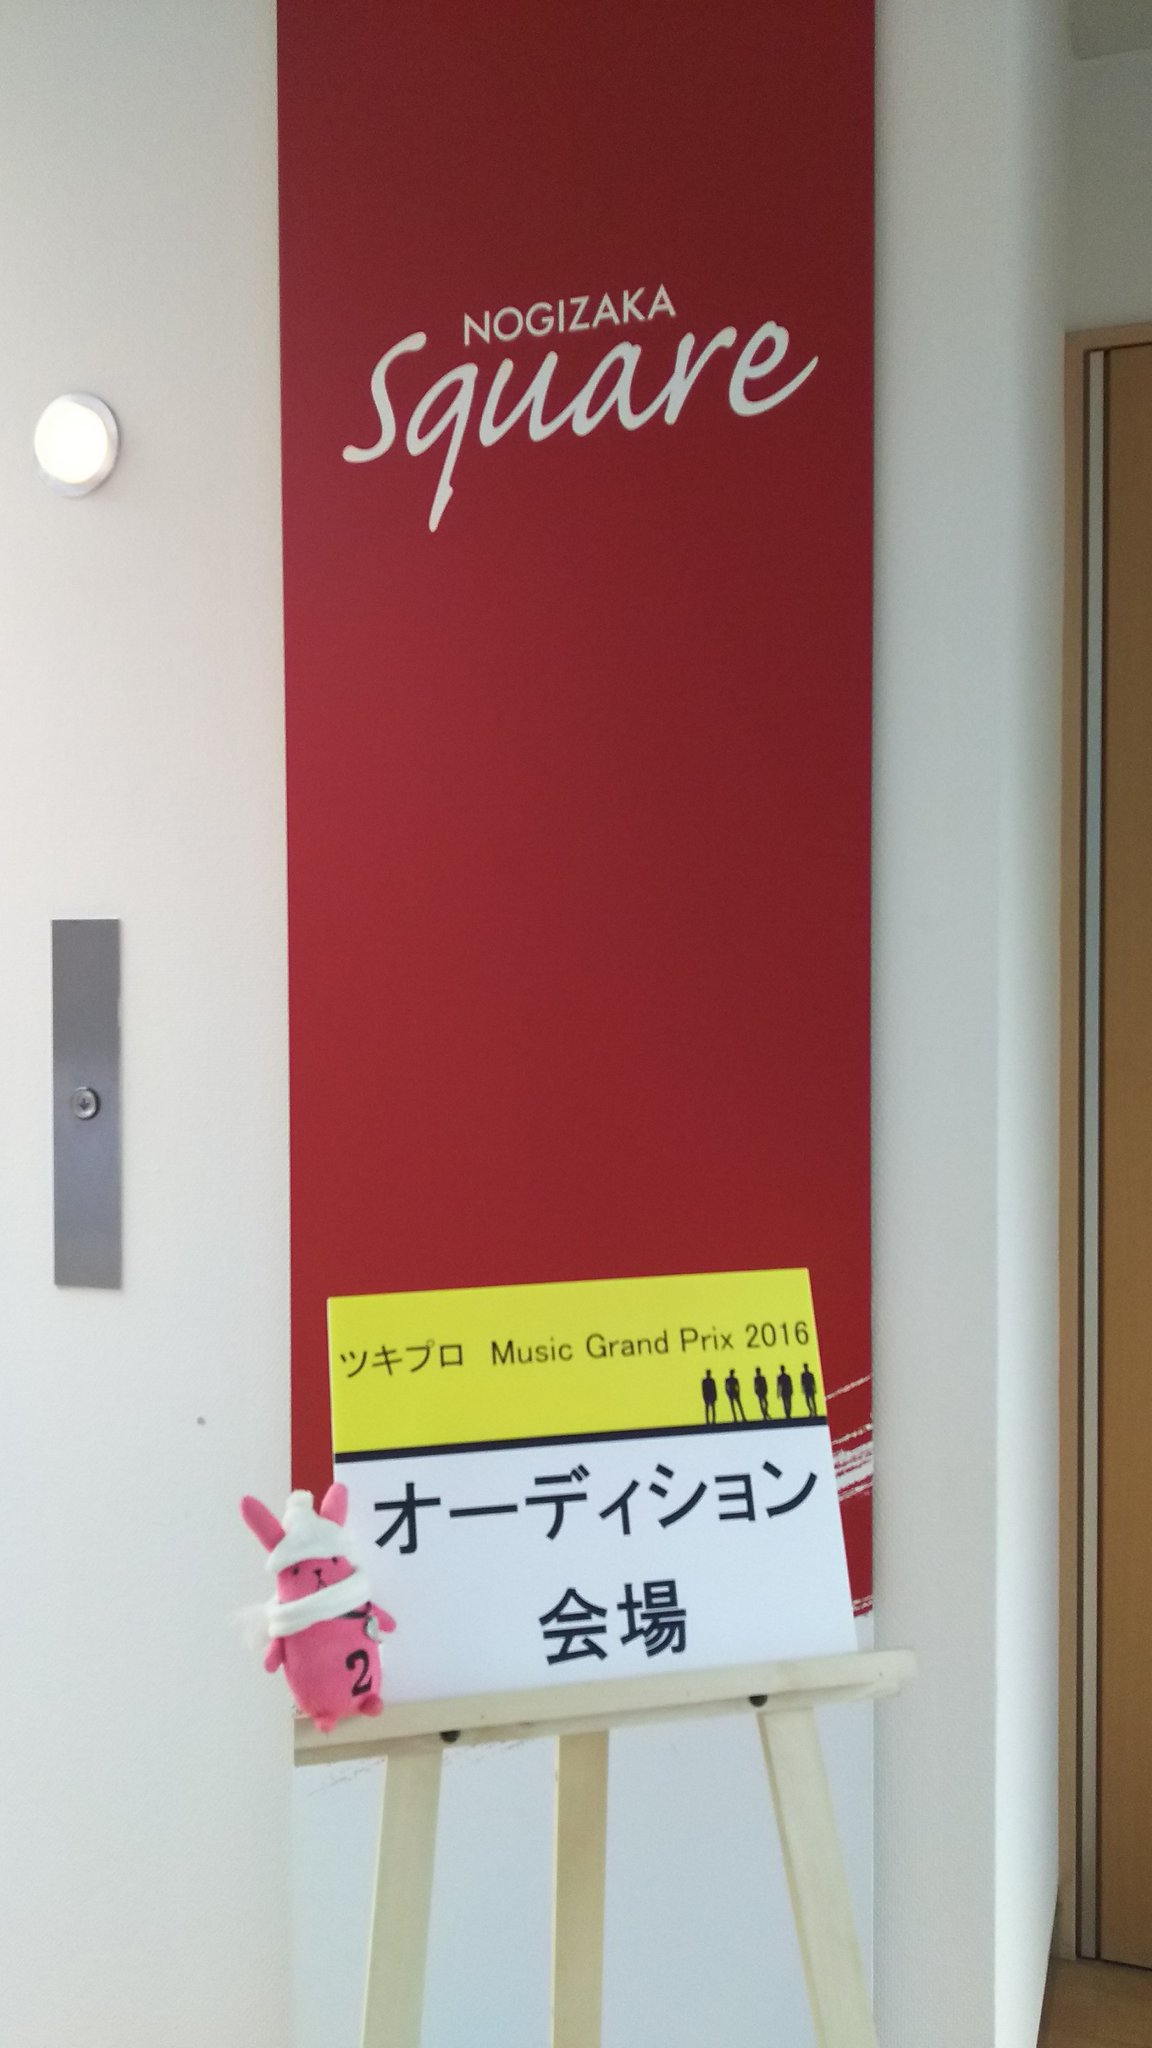 NOGIZAKA
Square
ツキプロ Music Grand Prix 2016
オーディション
会場
2